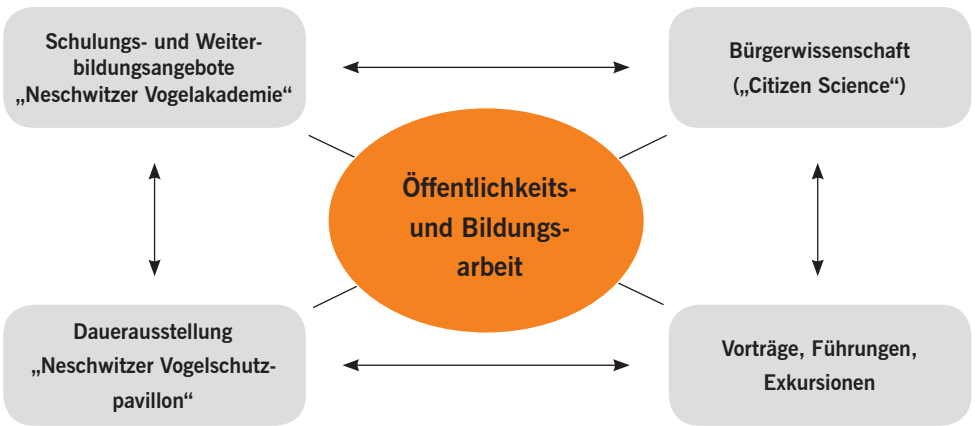 Schulungs- und Weiter-
bildungsangebote
„Neschwitzer Vogelakademie“
Bürgerwissenschaft
(„Citizen Science“)
Öffentlichkeits-
und Bildungs-
arbeit
Dauerausstellung
„Neschwitzer Vogelschutz-
pavillon“
Vorträge, Führungen,
Exkursionen